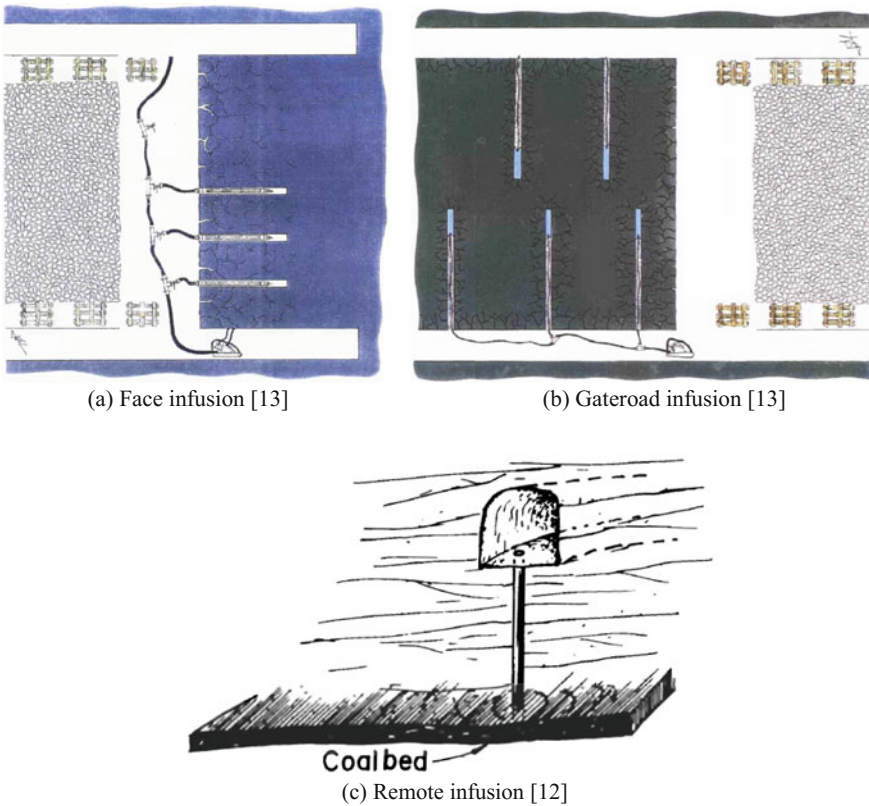 (a) Face infusion [13]
(b) Gateroad infusion [13]
Coalbed
(c) Remote infusion [12]